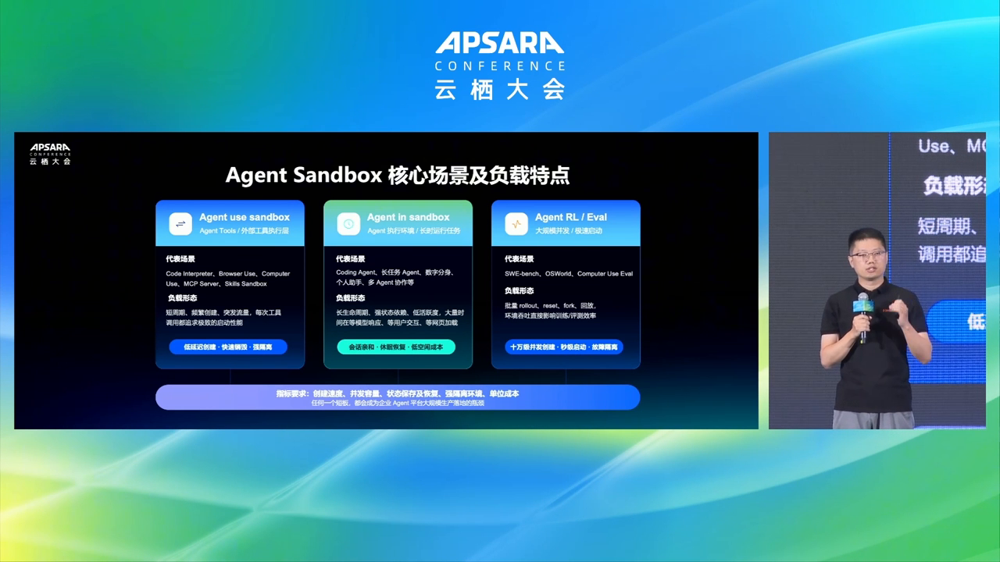 APSARA
CONFERENCE
云栖大会
APSARA
CONFERENCE
云栖大会
Agent Sandbox 核心场景及负载特点
Agent use sandbox
Agent Tools / 外部工具执行层
代表场景
Code Interpreter、Browser Use、Computer
Use、MCP Server、Skills Sandbox
负载形态
短周期、频繁创建、突发流量，每次工具
调用都追求极致的启动性能
低延迟创建 · 快速销毁 · 强隔离
Agent in sandbox
Agent 执行环境 / 长时运行任务
代表场景
Coding Agent、长任务 Agent、数字分身、
个人助手、多 Agent 协作等
负载形态
长生命周期、强状态依赖、低活跃度，大量时
间在等模型响应、等用户交互、等网页加载
会话亲和 · 休眠恢复 · 低空闲成本
Agent RL / Eval
大规模并发 / 极速启动
代表场景
SWE-bench、OSWorld、Computer Use Eval
负载形态
批量 rollout、reset、fork、回放，
环境吞吐直接影响训练/评测效率
十万级并发创建 · 秒级启动 · 故障隔离
指标要求：创建速度、并发容量、状态保存及恢复、强隔离环境、单位成本
任何一个短板，都会成为企业 Agent 平台大规模生产落地的瓶颈
Use、MC
负载形
短周期、
调用都追
低